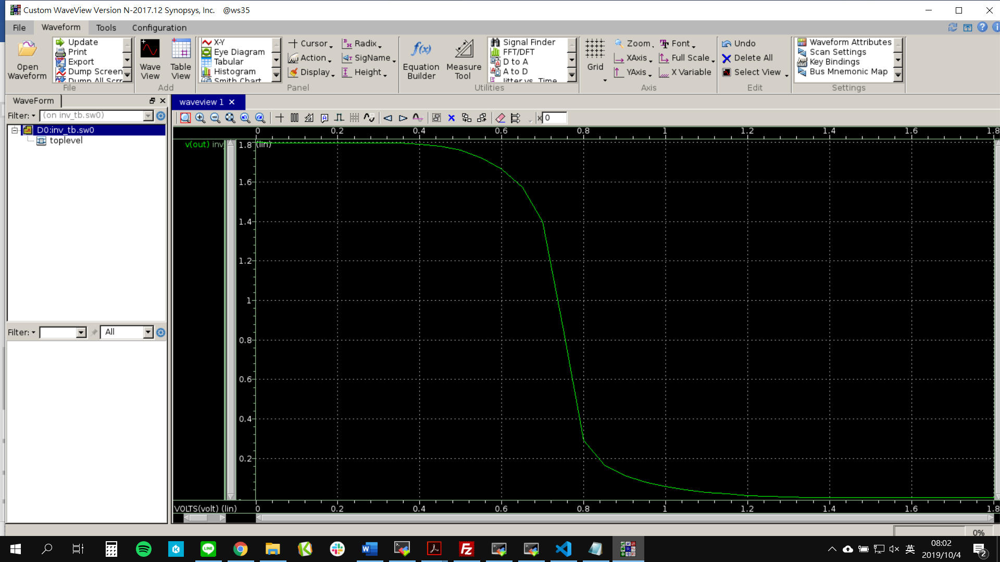 Custom WaveView Version N-2017.12 Synopsys, Inc. @ws35
File Waveform Tools Configuration
Open Waveform
Update
Print
Export
Dump Screen
Dump All Scrr
File
Wave View
Table View
Add
X-Y
Eye Diagram
Tabular
Histogram
Smith Chart
Cursor
Action
Display
Radix
SigName
Height
Panel
f(x)
Equation Builder
Measure Tool
Signal Finder
FFT/DFT
D to A
A to D
Jitter vs. Time
Utilities
Grid
Zoom
XAxis
YAxis
Font
Full Scale
X Variable
Axis
Undo
Delete All
Select View
Edit
Waveform Attributes
Scan Settings
Key Bindings
Bus Mnemonic Map
Settings
WaveForm
Filter: (on inv_tb.sw0)
D0:inv_tb.sw0
toplevel
Filter: All
waveview 1
x 0
0 0.2 0.4 0.6 0.8 1 1.2 1.4 1.6 1.8
v(out) inv
(lin)
1.8
1.6
1.4
1.2
1
0.8
0.6
0.4
0.2
VOLTS(volt) (lin) 0 0.2 0.4 0.6 0.8 1 1.2 1.4 1.6 1.8
0%
英
08:02
2019/10/4
2